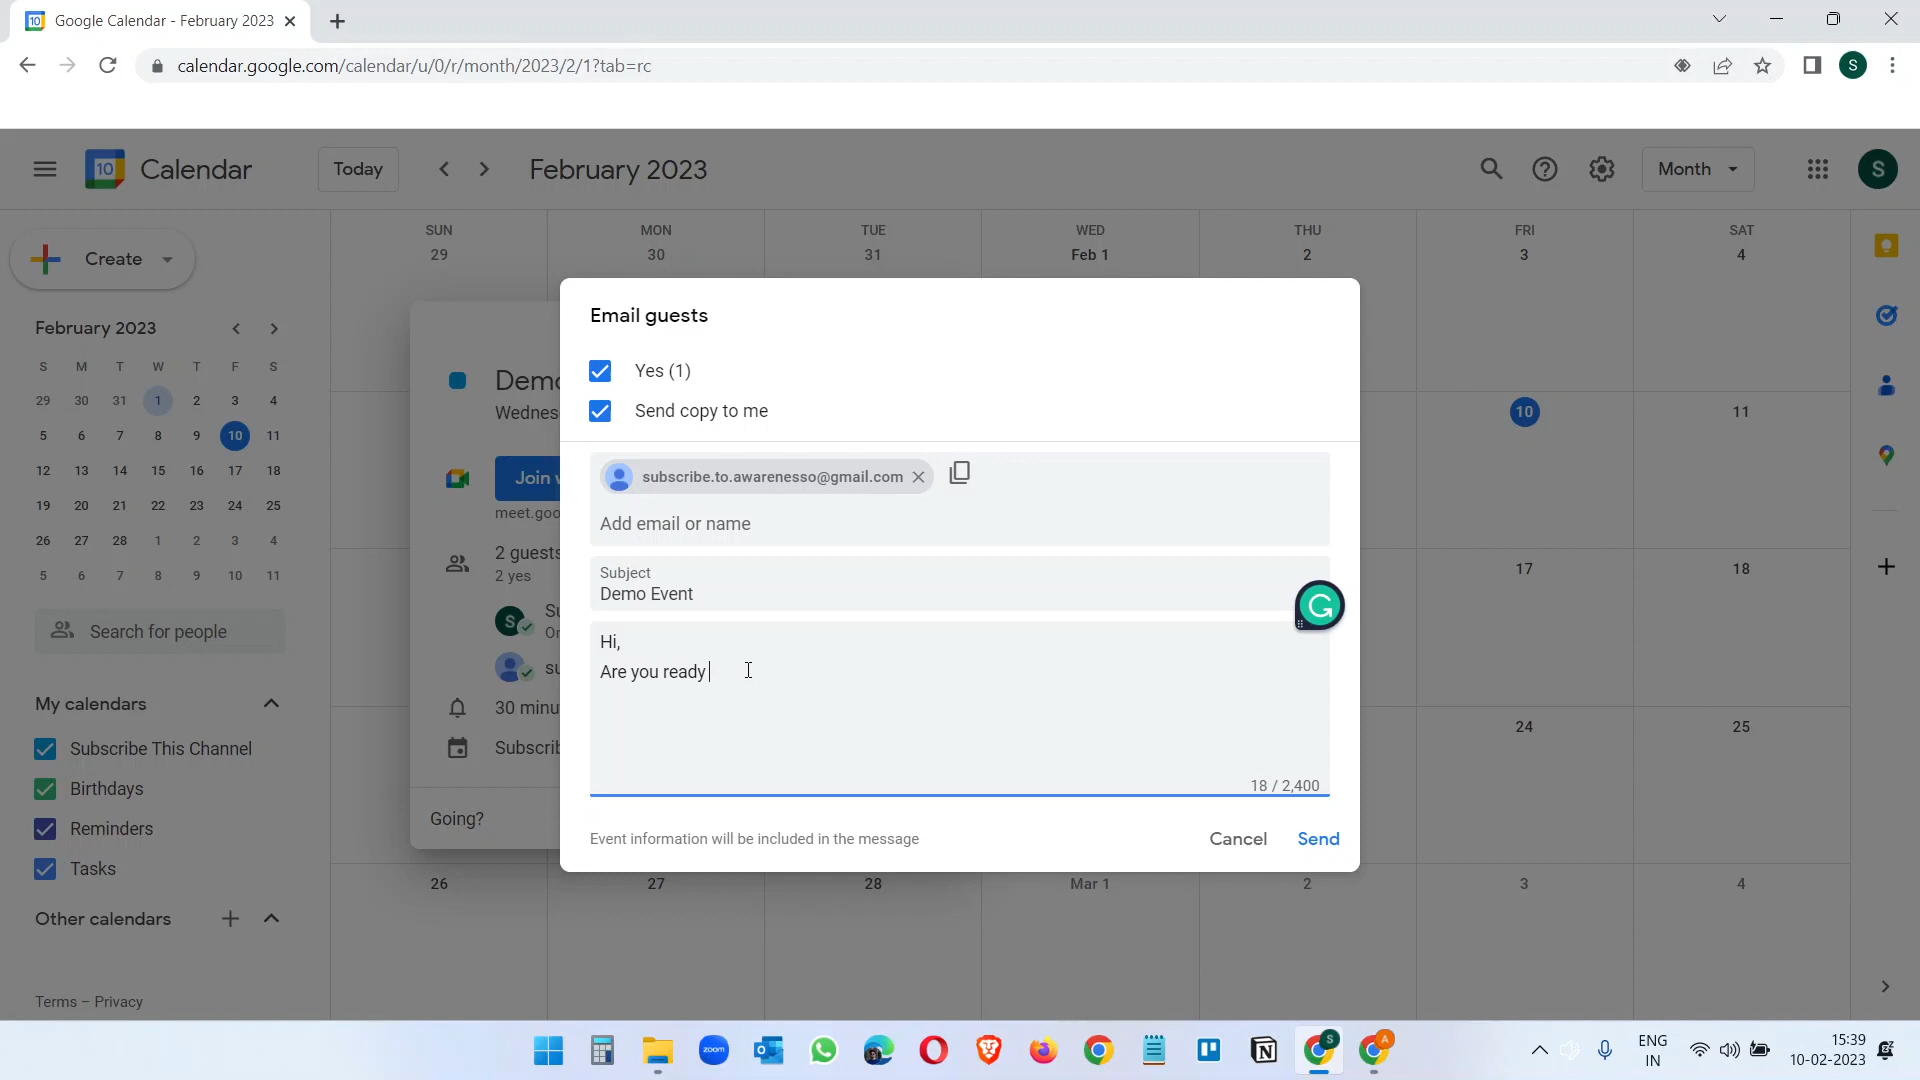 10 Google Calendar - February 2023
calendar.google.com/calendar/u/0/r/month/2023/2/1?tab=rc
S
10 Calendar
Today
February 2023
Month
S
Create
February 2023
S M T W T F S
29 30 31 1 2 3 4
5 6 7 8 9 10 11
12 13 14 15 16 17 18
19 20 21 22 23 24 25
26 27 28 1 2 3 4
5 6 7 8 9 10 11
Search for people
My calendars
Subscribe This Channel
Birthdays
Reminders
Tasks
Other calendars
Terms – Privacy
SUN MON TUE WED THU FRI SAT
29 30 31 Feb 1 2 3 4
10 11
17 18
24 25
26 27 28 Mar 1 2 3 4
Demo
Wednes
Join
meet.goo
2 guests
2 yes
S
30 minu
Subscrib
Going?
Email guests
Yes (1)
Send copy to me
subscribe.to.awarenesso@gmail.com
Add email or name
Subject
Demo Event
Hi,
Are you ready
18 / 2,400
Event information will be included in the message
Cancel
Send
zoom
S
A
ENG
IN
15:39
10-02-2023